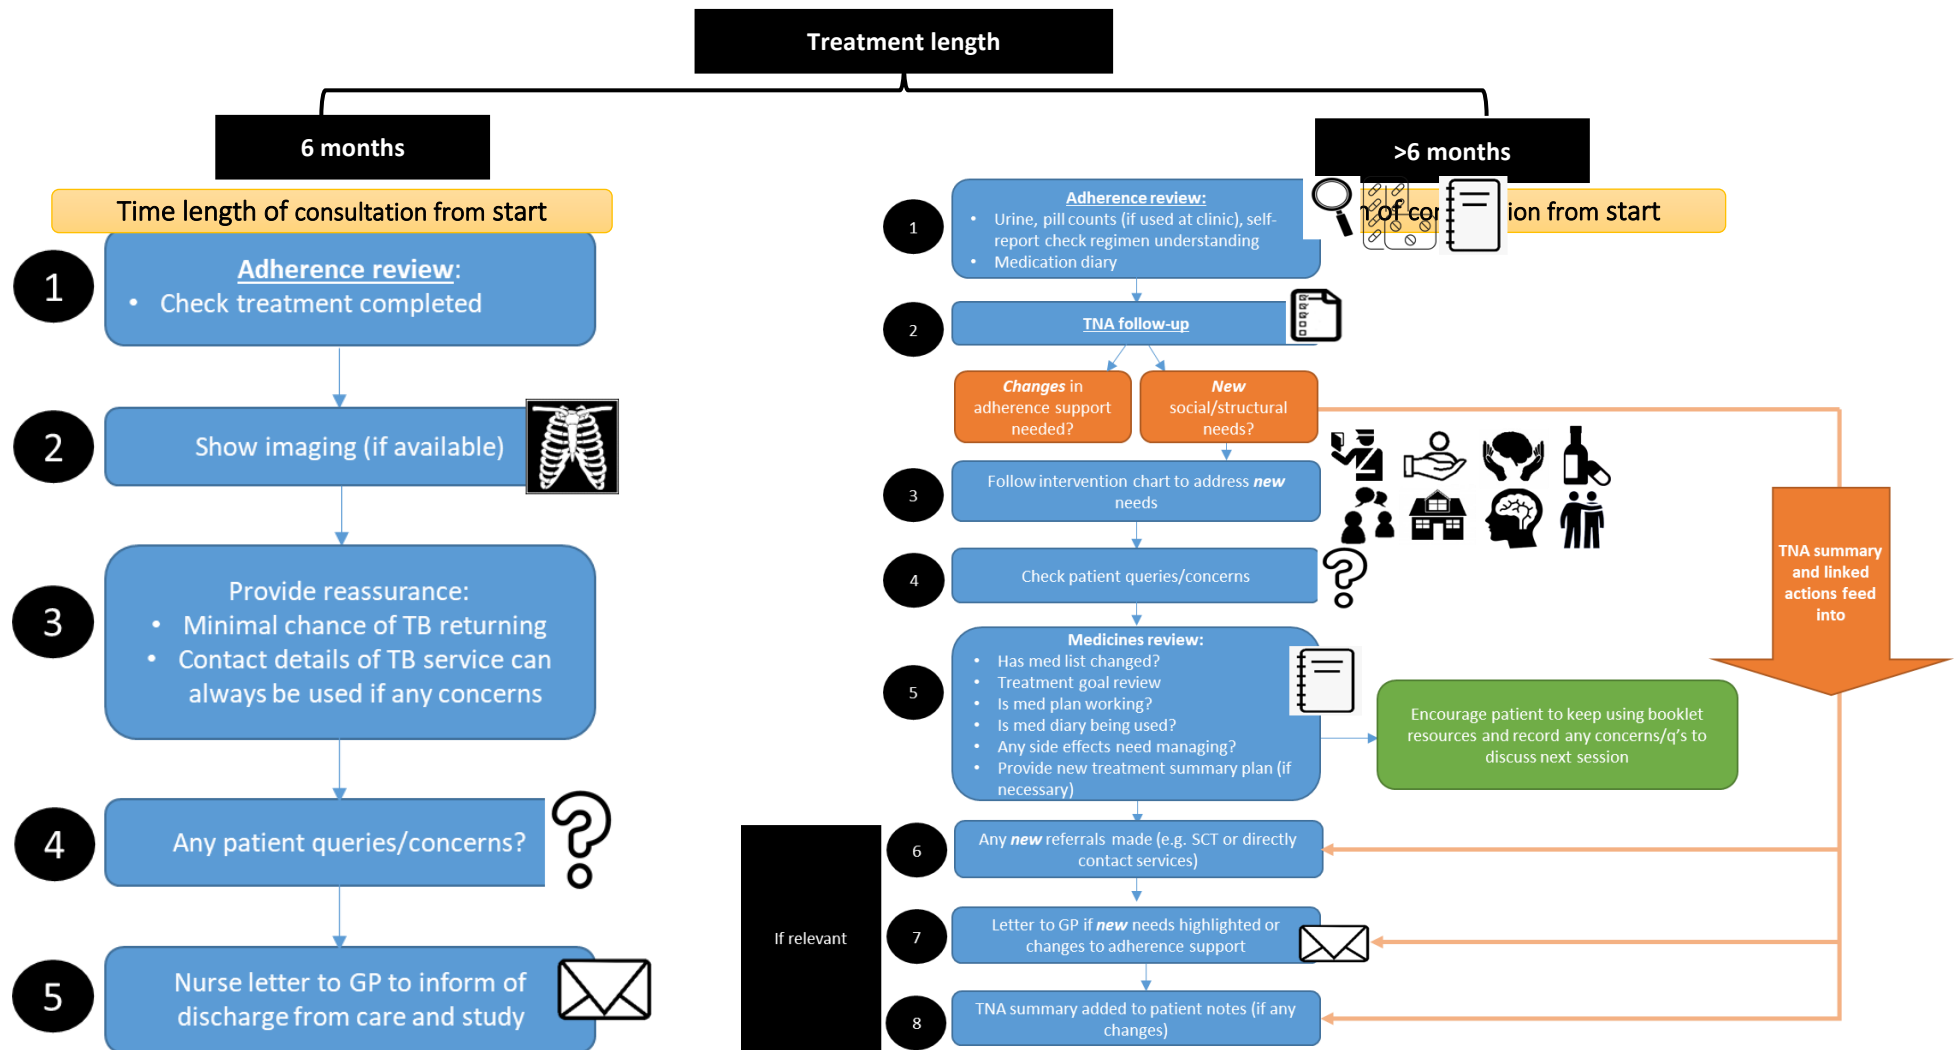 Treatment length
6 months
Time length of consultation from start
1
Adherence review:
• Check treatment completed
2
Show imaging (if available)
3
Provide reassurance:
• Minimal chance of TB returning
• Contact details of TB service can
always be used if any concerns
4
Any patient queries/concerns?
5
Nurse letter to GP to inform of
discharge from care and study
>6 months
of con
ion from start
1
Adherence review:
• Urine, pill counts (if used at clinic), self-
report check regimen understanding
• Medication diary
2
TNA follow-up
Changes in
adherence support
needed?
New
social/structural
needs?
3
Follow intervention chart to address new
needs
4
Check patient queries/concerns
5
Medicines review:
• Has med list changed?
• Treatment goal review
• Is med plan working?
• Is med diary being used?
• Any side effects need managing?
• Provide new treatment summary plan (if
necessary)
Encourage patient to keep using booklet
resources and record any concerns/q's to
discuss next session
TNA summary
and linked
actions feed
into
If relevant
6
Any new referrals made (e.g. SCT or directly
contact services)
7
Letter to GP if new needs highlighted or
changes to adherence support
8
TNA summary added to patient notes (if any
changes)